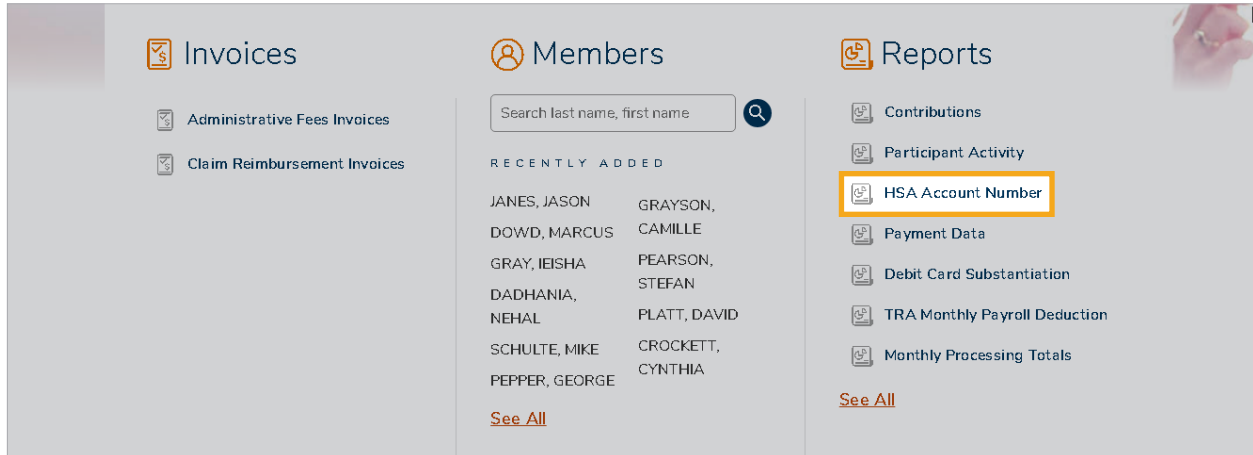 Invoices
Administrative Fees Invoices
Claim Reimbursement Invoices
Members
Search last name, first name
RECENTLY ADDED
JANES, JASON
DOWD, MARCUS
GRAY, IEISHA
DADHANIA,
NEHAL
SCHULTE, MIKE
PEPPER, GEORGE
GRAYSON,
CAMILLE
PEARSON,
STEFAN
PLATT, DAVID
CROCKETT,
CYNTHIA
See All
Reports
Contributions
Participant Activity
HSA Account Number
Payment Data
Debit Card Substantiation
TRA Monthly Payroll Deduction
Monthly Processing Totals
See All